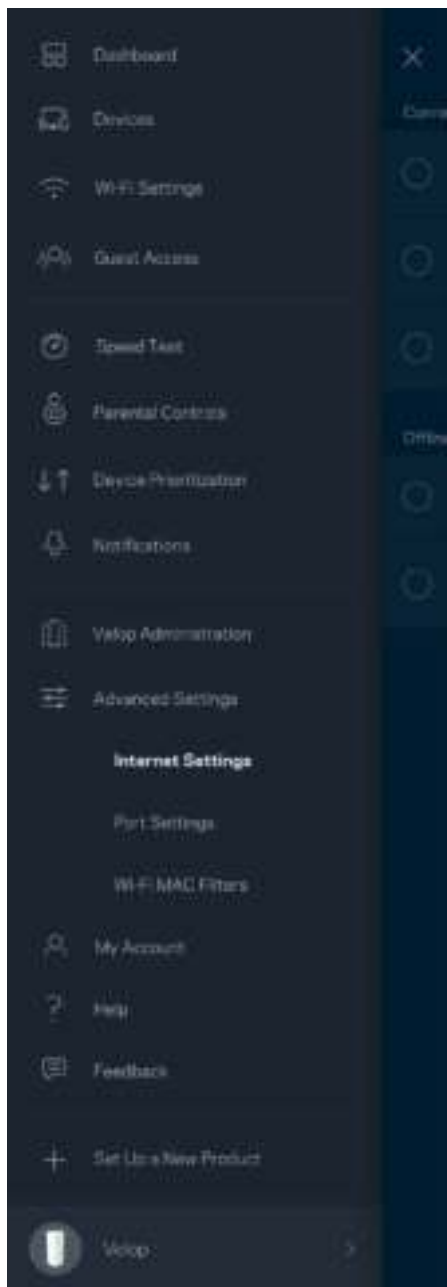 Dashboard
Devices
Wi-Fi Settings
Guest Access
Speed Test
Parental Controls
Device Prioritization
Notifications
Velop Administration
Advanced Settings
Internet Settings
Port Settings
Wi-Fi MAC Filters
My Account
? Help
Feedback
Set Up a New Product
Velop
Offline